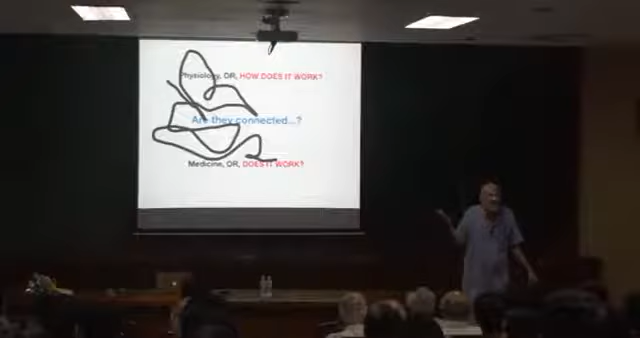 Physiology, OR, HOW DOES IT WORK?
Are they connected...?
Medicine, OR, DOES IT WORK?